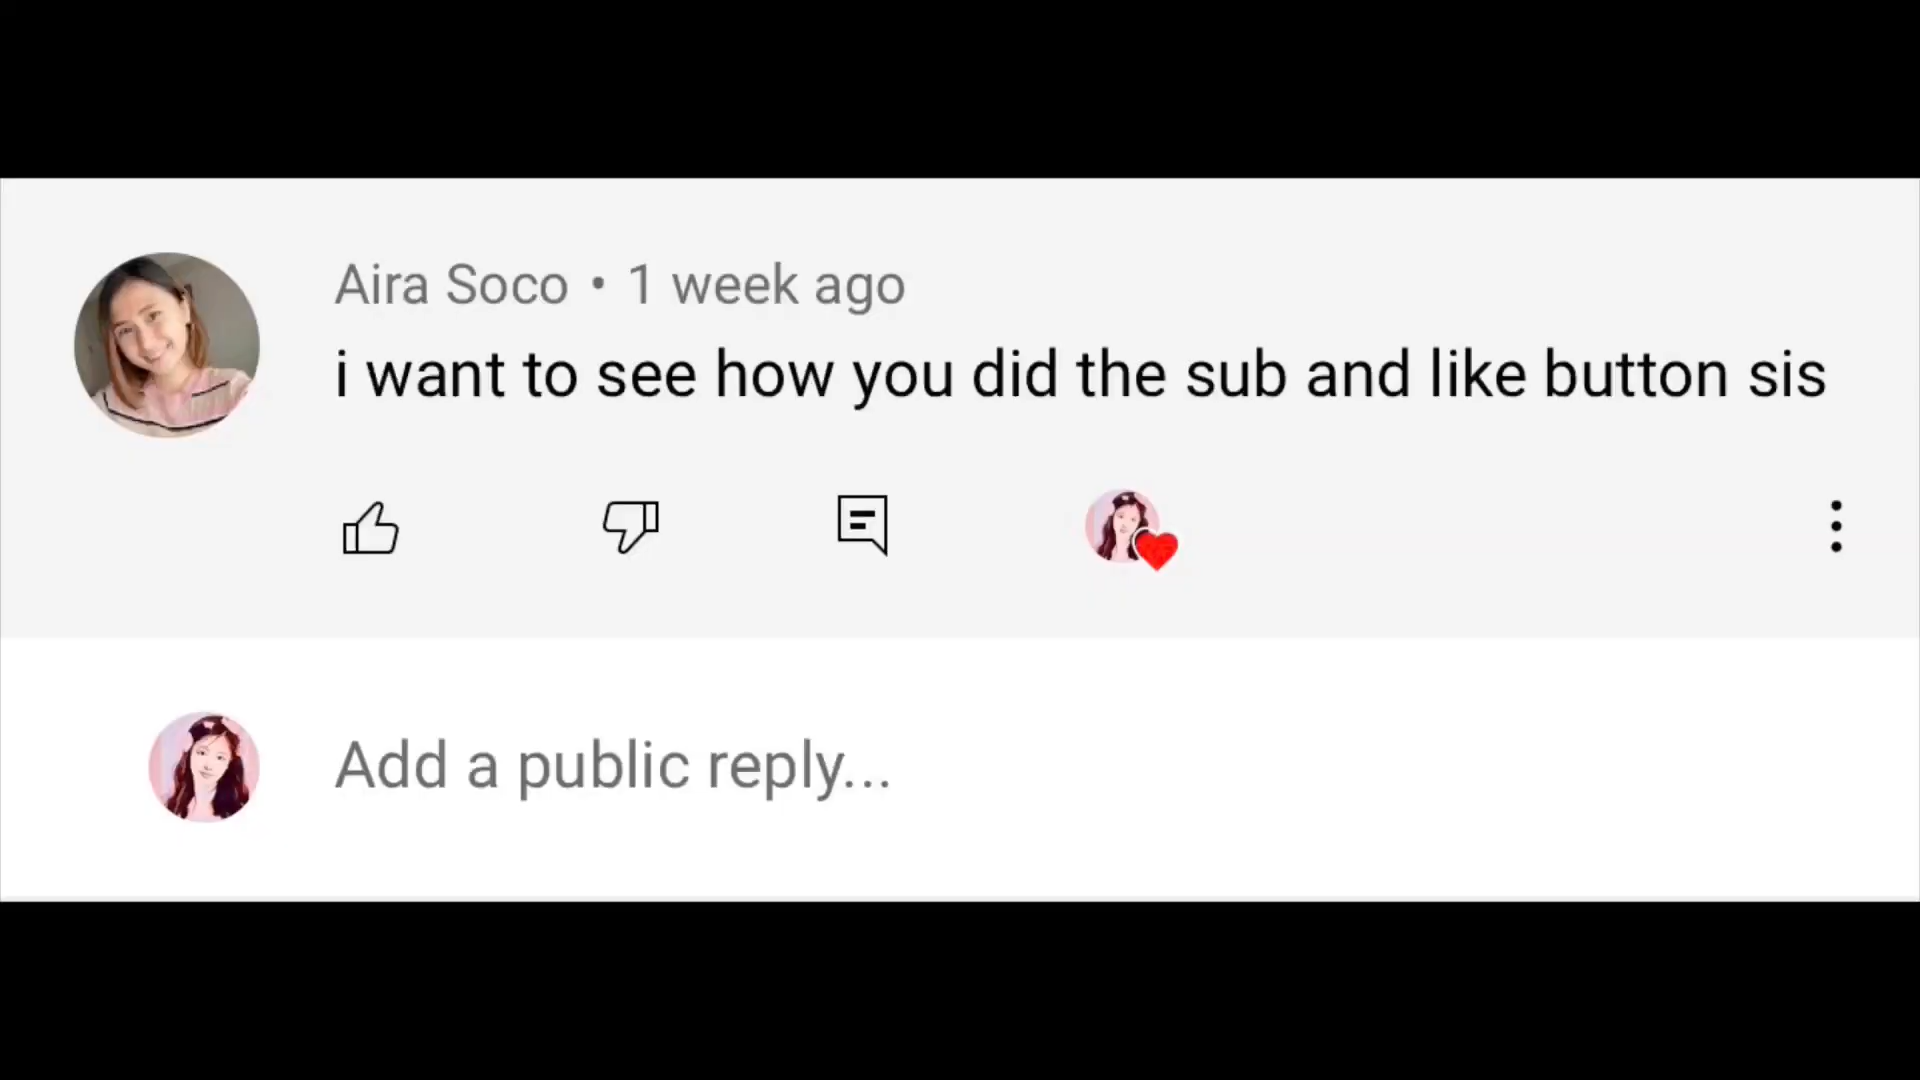 Aira Soco • 1 week ago
i want to see how you did the sub and like button sis
Add a public reply...